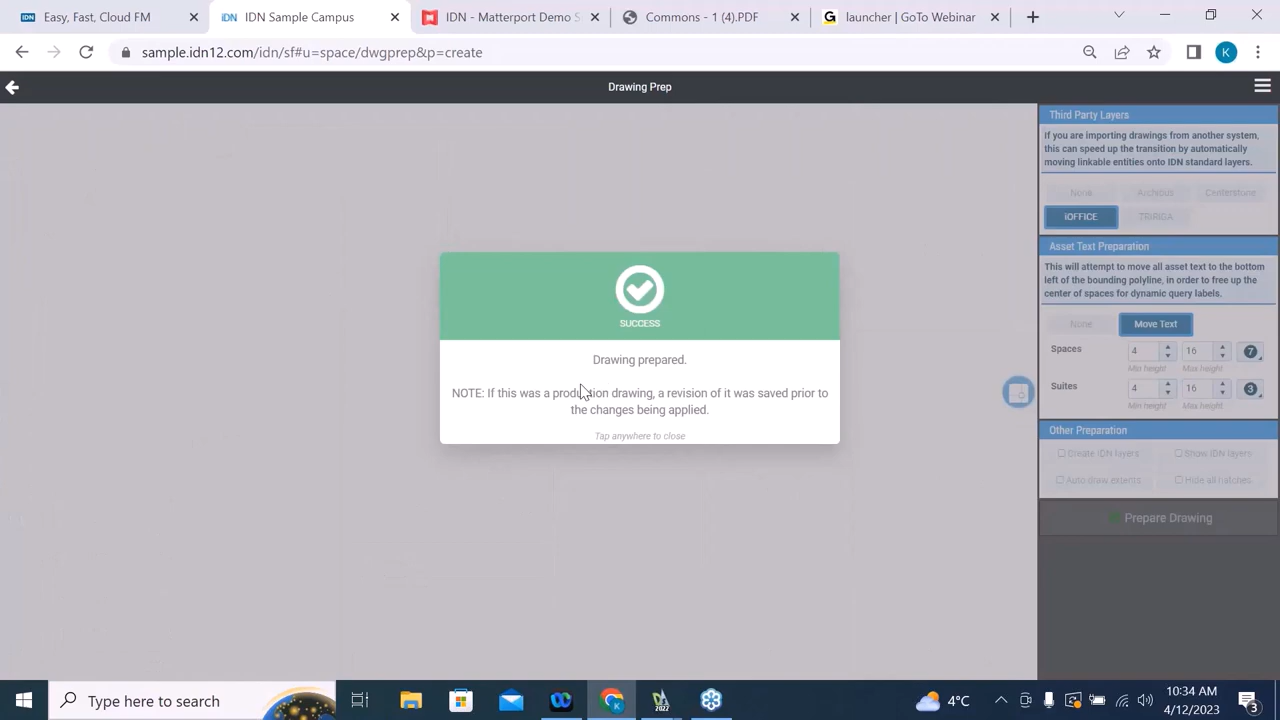 IDN Easy, Fast, Cloud FM
IDN IDN Sample Campus
IDN - Matterport Demo S
Commons - 1 (4).PDF
launcher | GoTo Webinar
sample.idn12.com/idn/sf#u=space/dwgprep&p=create
K
Drawing Prep
Third Party Layers
If you are importing drawings from another system,
this can speed up the transition by automatically
moving linkable entities onto IDN standard layers.
None Archibus Centerstone
iOFFICE TRIRIGA
Asset Text Preparation
This will attempt to move all asset text to the bottom
left of the bounding polyline, in order to free up the
center of spaces for dynamic query labels.
None Move Text
Spaces 4 16 7
Min height Max height
Suites 4 16 3
Min height Max height
Other Preparation
Create IDN layers Show IDN layers
Auto draw extents Hide all hatches
Prepare Drawing
SUCCESS
Drawing prepared.
NOTE: If this was a production drawing, a revision of it was saved prior to
the changes being applied.
Tap anywhere to close
Type here to search
2022
4°C
10:34 AM
4/12/2023
3